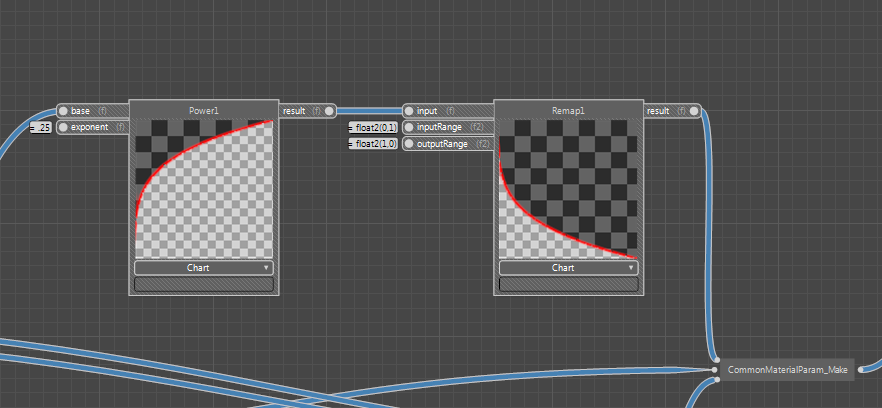 base (f)
Power1
result (f)
input (f)
Remap1
result (f)
= .25
exponent (f)
= float2(0,1)
inputRange (f2)
= float2(1,0)
outputRange (f2)
Chart
Chart
CommonMaterialParam_Make